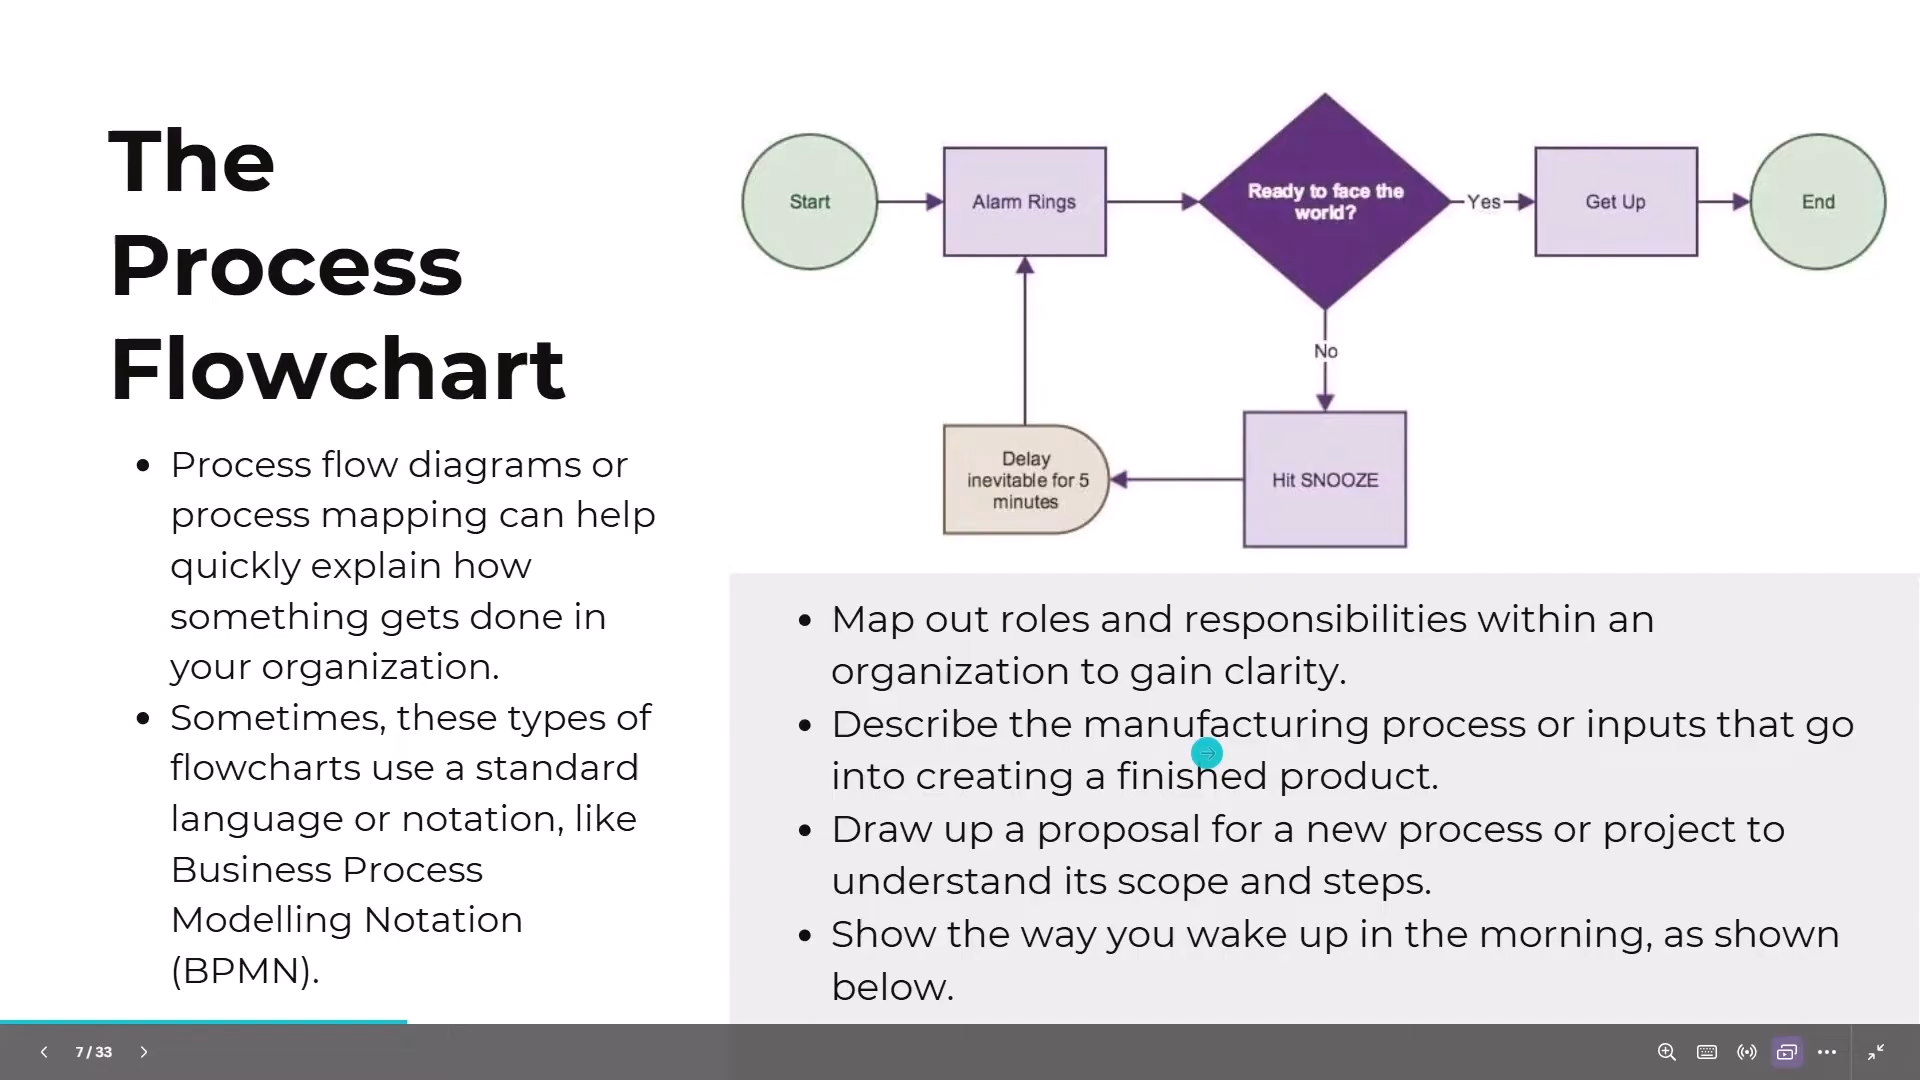 The
Process
Flowchart
• Process flow diagrams or
process mapping can help
quickly explain how
something gets done in
your organization.
• Sometimes, these types of
flowcharts use a standard
language or notation, like
Business Process
Modelling Notation
(BPMN).
Start
Alarm Rings
Ready to face the
world?
Yes
Get Up
End
No
Hit SNOOZE
Delay
inevitable for 5
minutes
• Map out roles and responsibilities within an
organization to gain clarity.
• Describe the manufacturing process or inputs that go
into creating a finished product.
• Draw up a proposal for a new process or project to
understand its scope and steps.
• Show the way you wake up in the morning, as shown
below.
7 / 33